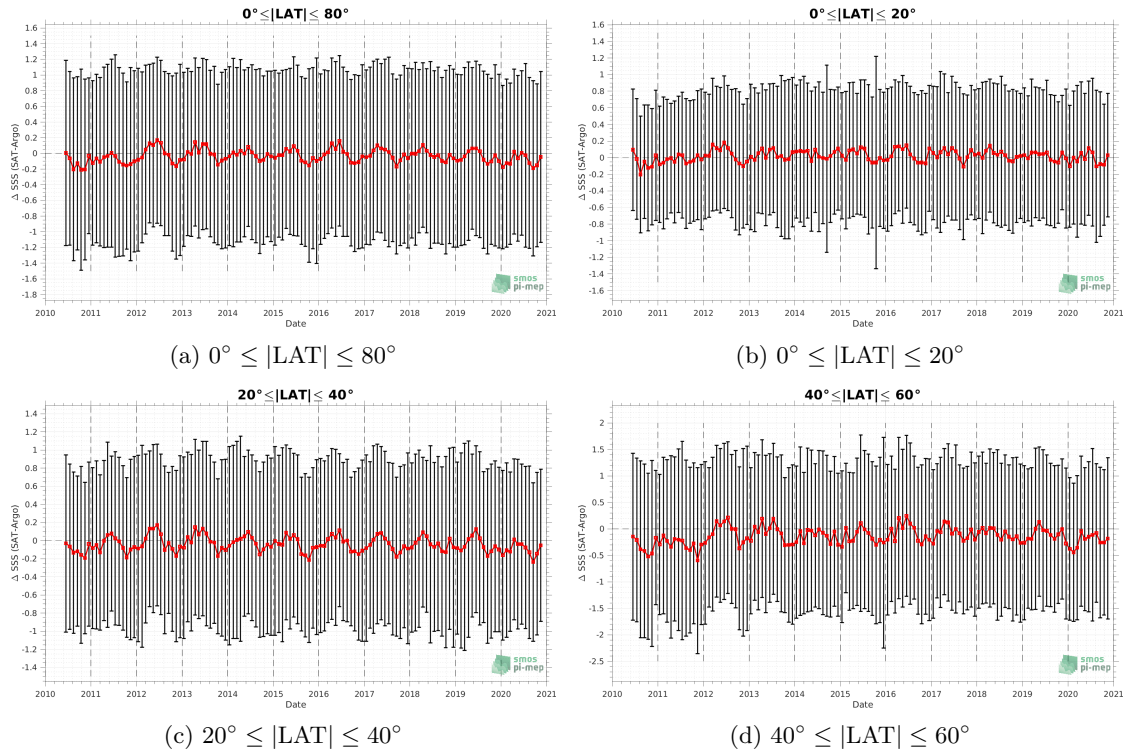 0°≤|LAT|≤ 80°
Δ SSS (SAT-Argo)
1.6
1.4
1.2
1
0.8
0.6
0.4
0.2
0
-0.2
-0.4
-0.6
-0.8
-1
-1.2
-1.4
-1.6
-1.8
smos
pi-mep
2010 2011 2012 2013 2014 2015 2016 2017 2018 2019 2020 2021
Date
(a) 0° ≤ |LAT| ≤ 80°
0°≤|LAT|≤ 20°
Δ SSS (SAT-Argo)
1.6
1.4
1.2
1
0.8
0.6
0.4
0.2
0
-0.2
-0.4
-0.6
-0.8
-1
-1.2
-1.4
-1.6
smos
pi-mep
2010 2011 2012 2013 2014 2015 2016 2017 2018 2019 2020 2021
Date
(b) 0° ≤ |LAT| ≤ 20°
20°≤|LAT|≤ 40°
Δ SSS (SAT-Argo)
1.4
1.2
1
0.8
0.6
0.4
0.2
0
-0.2
-0.4
-0.6
-0.8
-1
-1.2
-1.4
smos
pi-mep
2010 2011 2012 2013 2014 2015 2016 2017 2018 2019 2020 2021
Date
(c) 20° ≤ |LAT| ≤ 40°
40°≤|LAT|≤ 60°
Δ SSS (SAT-Argo)
2
1.5
1
0.5
0
-0.5
-1
-1.5
-2
-2.5
smos
pi-mep
2010 2011 2012 2013 2014 2015 2016 2017 2018 2019 2020 2021
Date
(d) 40° ≤ |LAT| ≤ 60°